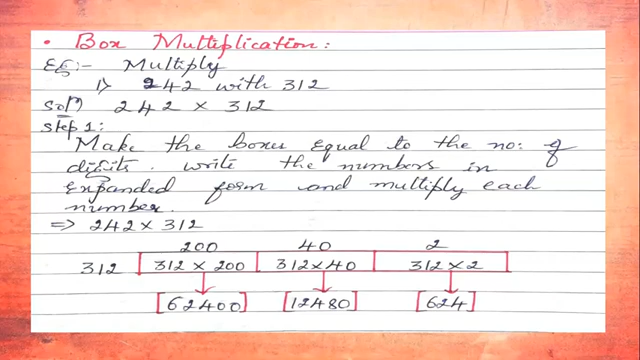 • Box Multiplication:
Eg:- Multiply
1) 242 with 312
Soln) 242 × 312
Step 1:
Make the boxes equal to the no: of
digits. write the numbers in
expanded form and multiply each
number.
⇒ 242 × 312
200 40 2
312 312 × 200 312×40 312×2
[62400] [12480] [624]